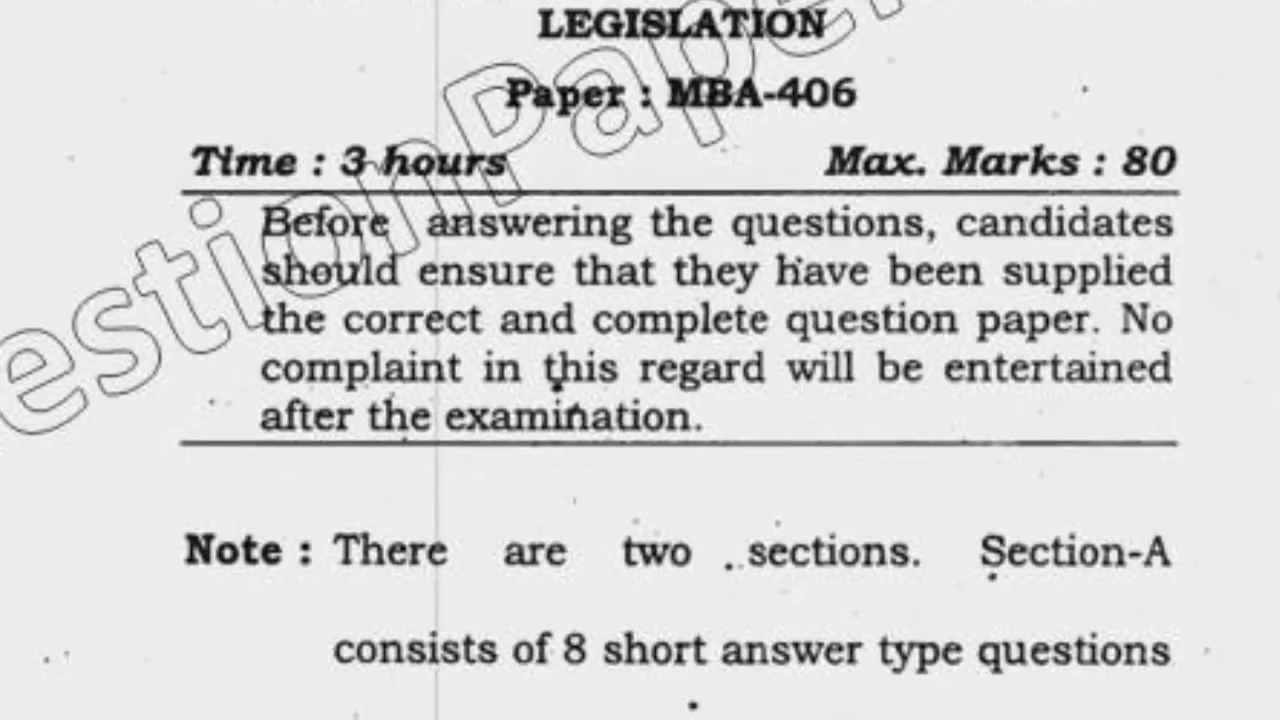 LEGISLATION
Paper : MBA-406
Time : 3 hours Max. Marks : 80
Before answering the questions, candidates
should ensure that they have been supplied
the correct and complete question paper. No
complaint in this regard will be entertained
after the examination.
Note : There are two sections. Section-A
consists of 8 short answer type questions
estionPaper